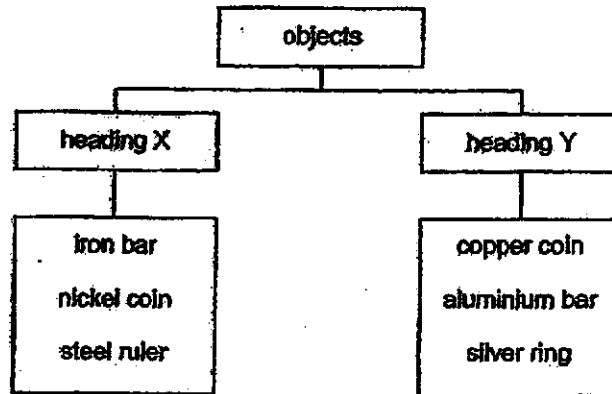 objects
heading X
heading Y
iron bar
nickel coin
steel ruler
copper coin
aluminium bar
silver ring